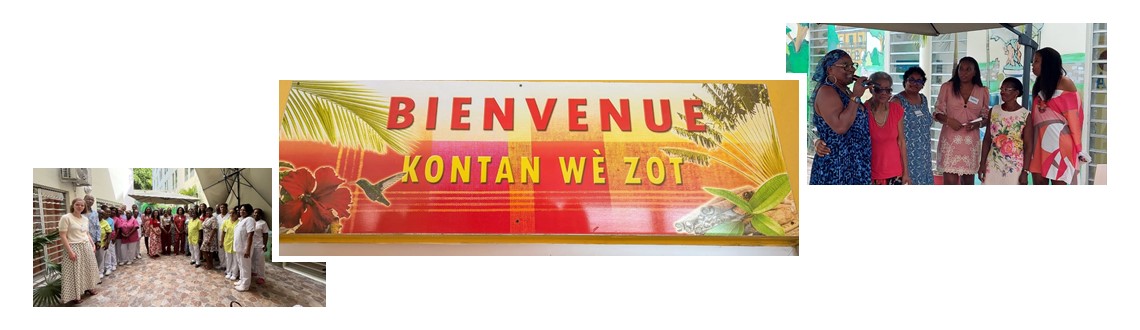 BIENVENUE
KONTAN WÈ ZOT